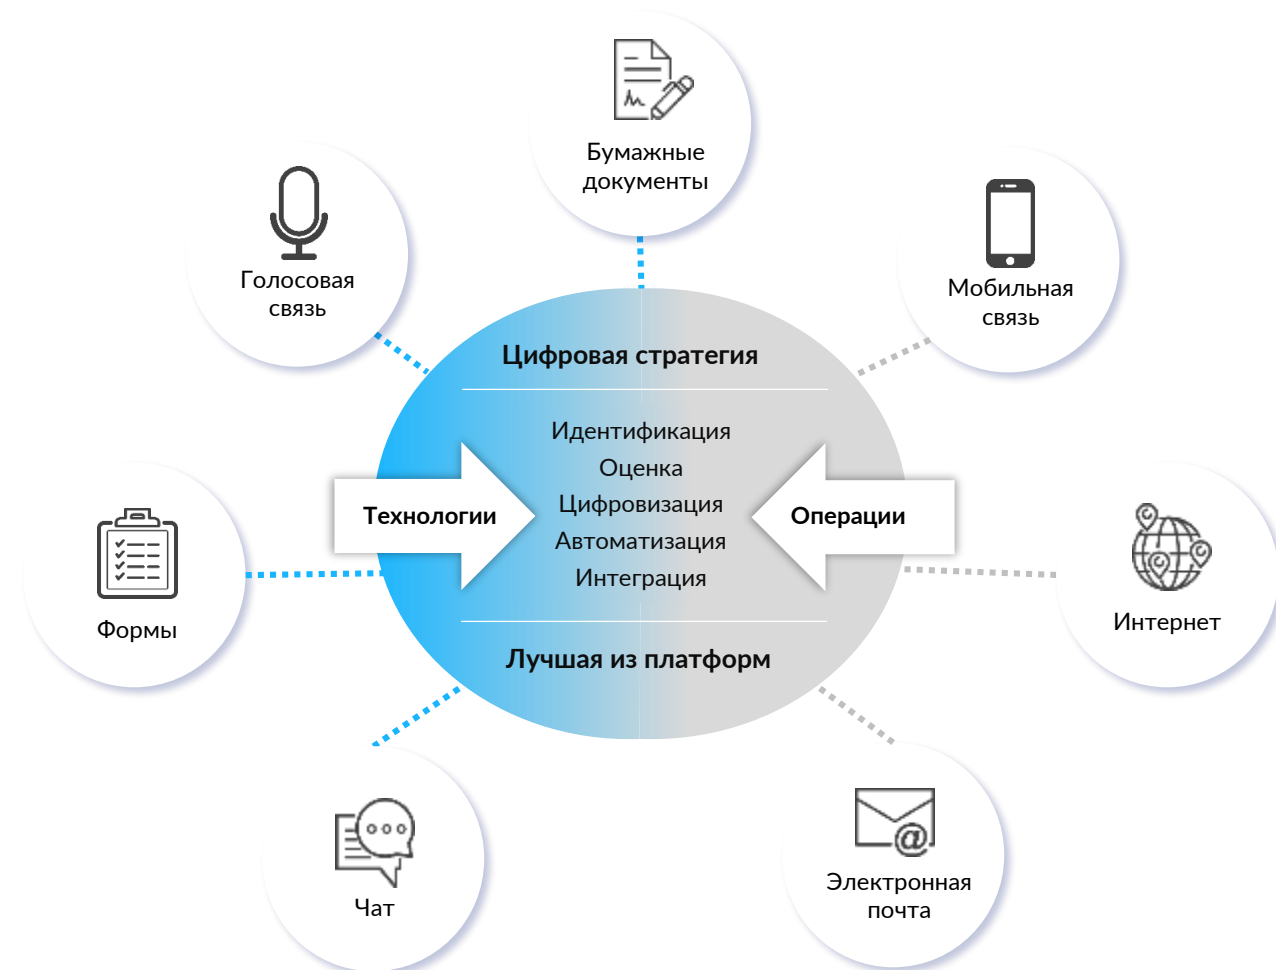 Бумажные
документы
Голосовая
связь
Мобильная
связь
Цифровая стратегия
Идентификация
Оценка
Цифровизация
Автоматизация
Интеграция
Технологии
Операции
Лучшая из платформ
Формы
Интернет
Чат
Электронная
почта